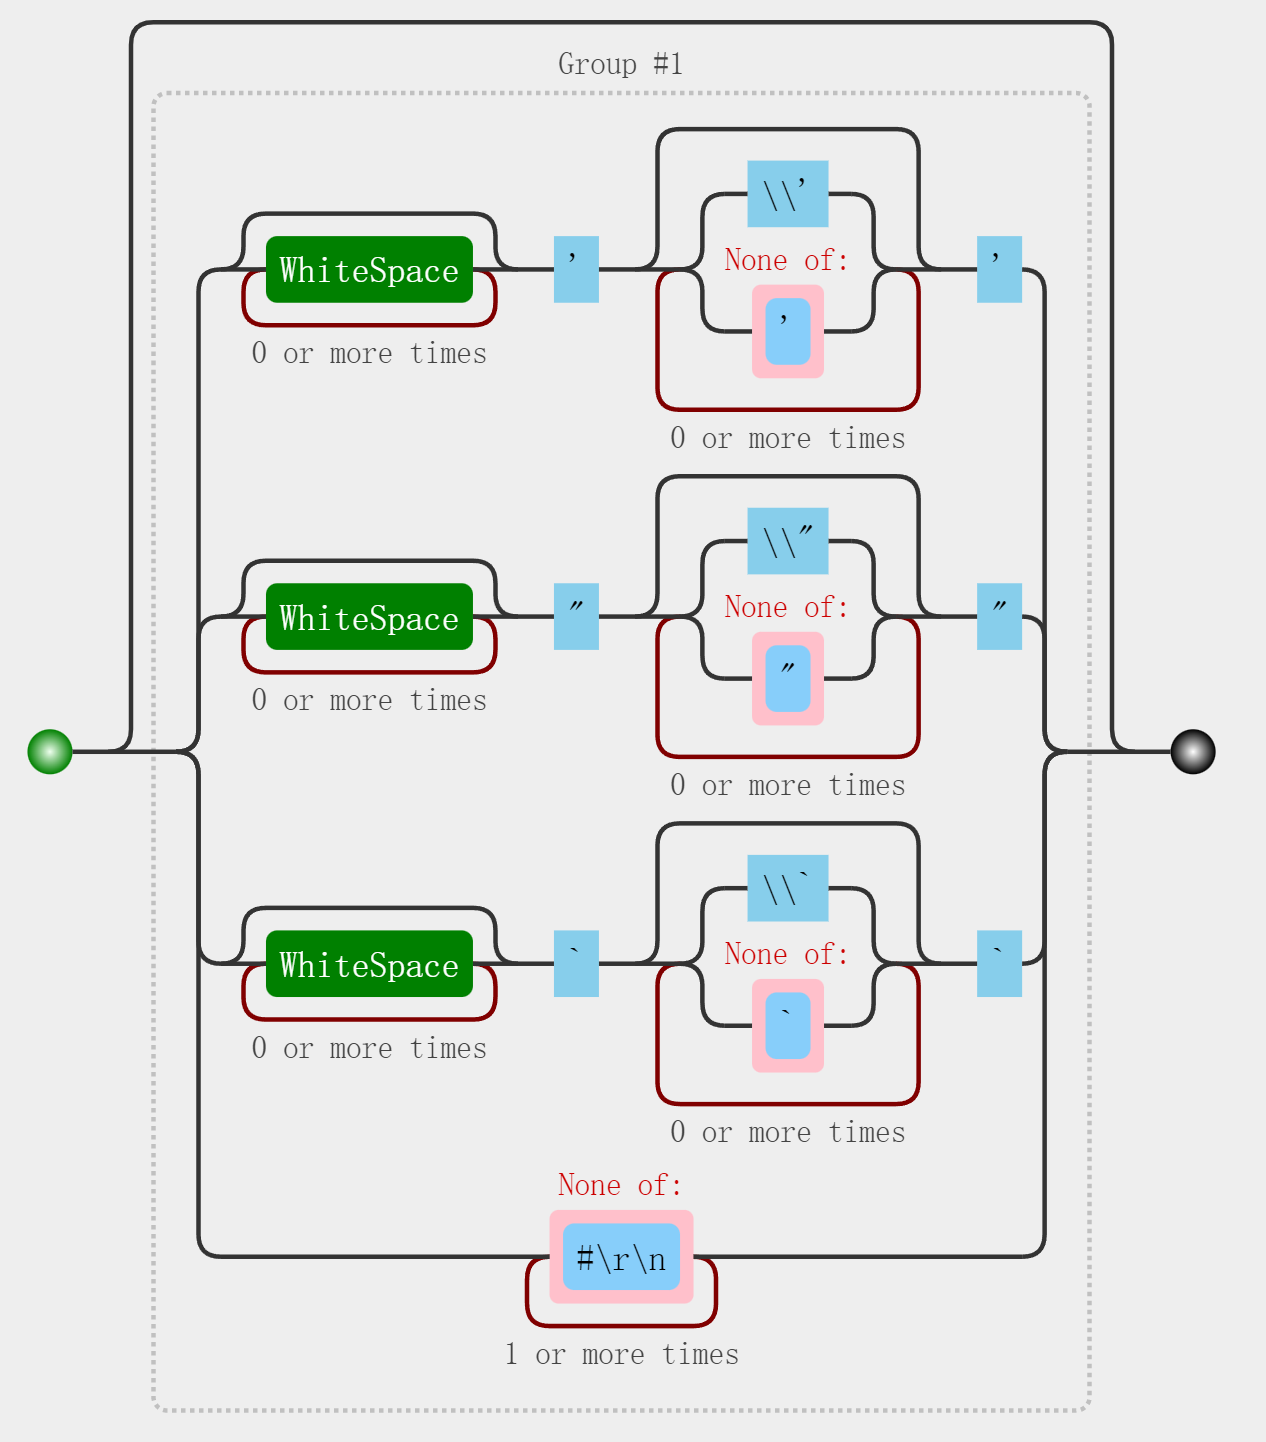 Group #1
\\'
WhiteSpace
'
None of:
'
'
0 or more times
0 or more times
\\"
WhiteSpace
"
None of:
"
"
0 or more times
0 or more times
\\`
WhiteSpace
`
None of:
`
`
0 or more times
0 or more times
None of:
#\r\n
1 or more times